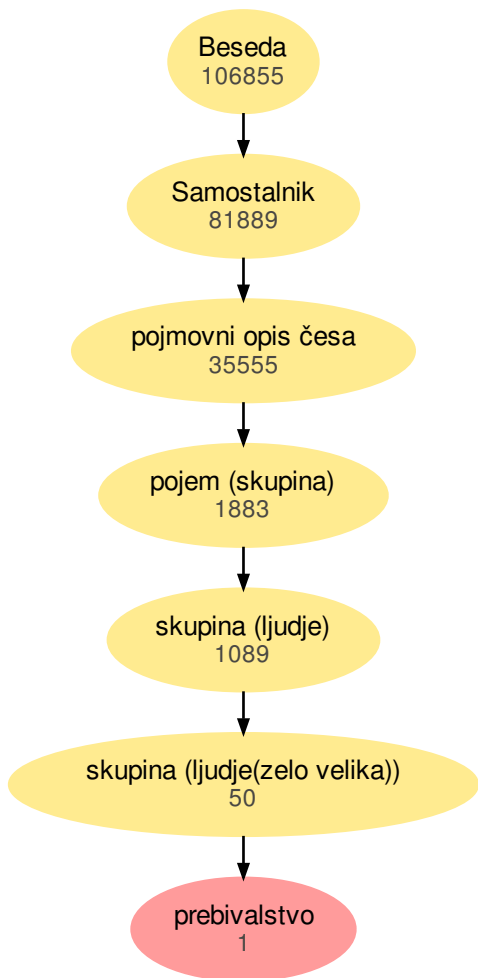 Beseda
106855
Samostalnik
81889
pojmovni opis česa
35555
pojem (skupina)
1883
skupina (ljudje)
1089
skupina (ljudje(zelo velika))
50
prebivalstvo
1